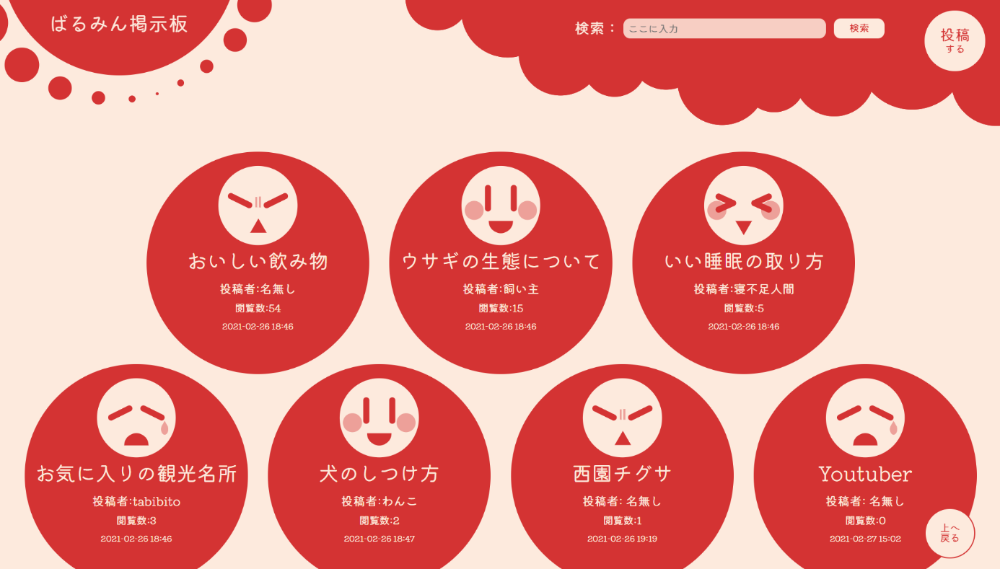 ばるみん掲示板
検索：
ここに入力
検索
投稿
する
おいしい飲み物
投稿者:名無し
閲覧数:54
2021-02-26 18:46
ウサギの生態について
投稿者:飼い主
閲覧数:15
2021-02-26 18:46
いい睡眠の取り方
投稿者:寝不足人間
閲覧数:5
2021-02-26 18:46
お気に入りの観光名所
投稿者:tabibito
閲覧数:3
2021-02-26 18:46
犬のしつけ方
投稿者:わんこ
閲覧数:2
2021-02-26 18:47
西園チグサ
投稿者: 名無し
閲覧数:1
2021-02-26 19:19
Youtuber
投稿者: 名無し
閲覧数:0
2021-02-27 15:02
上へ
戻る